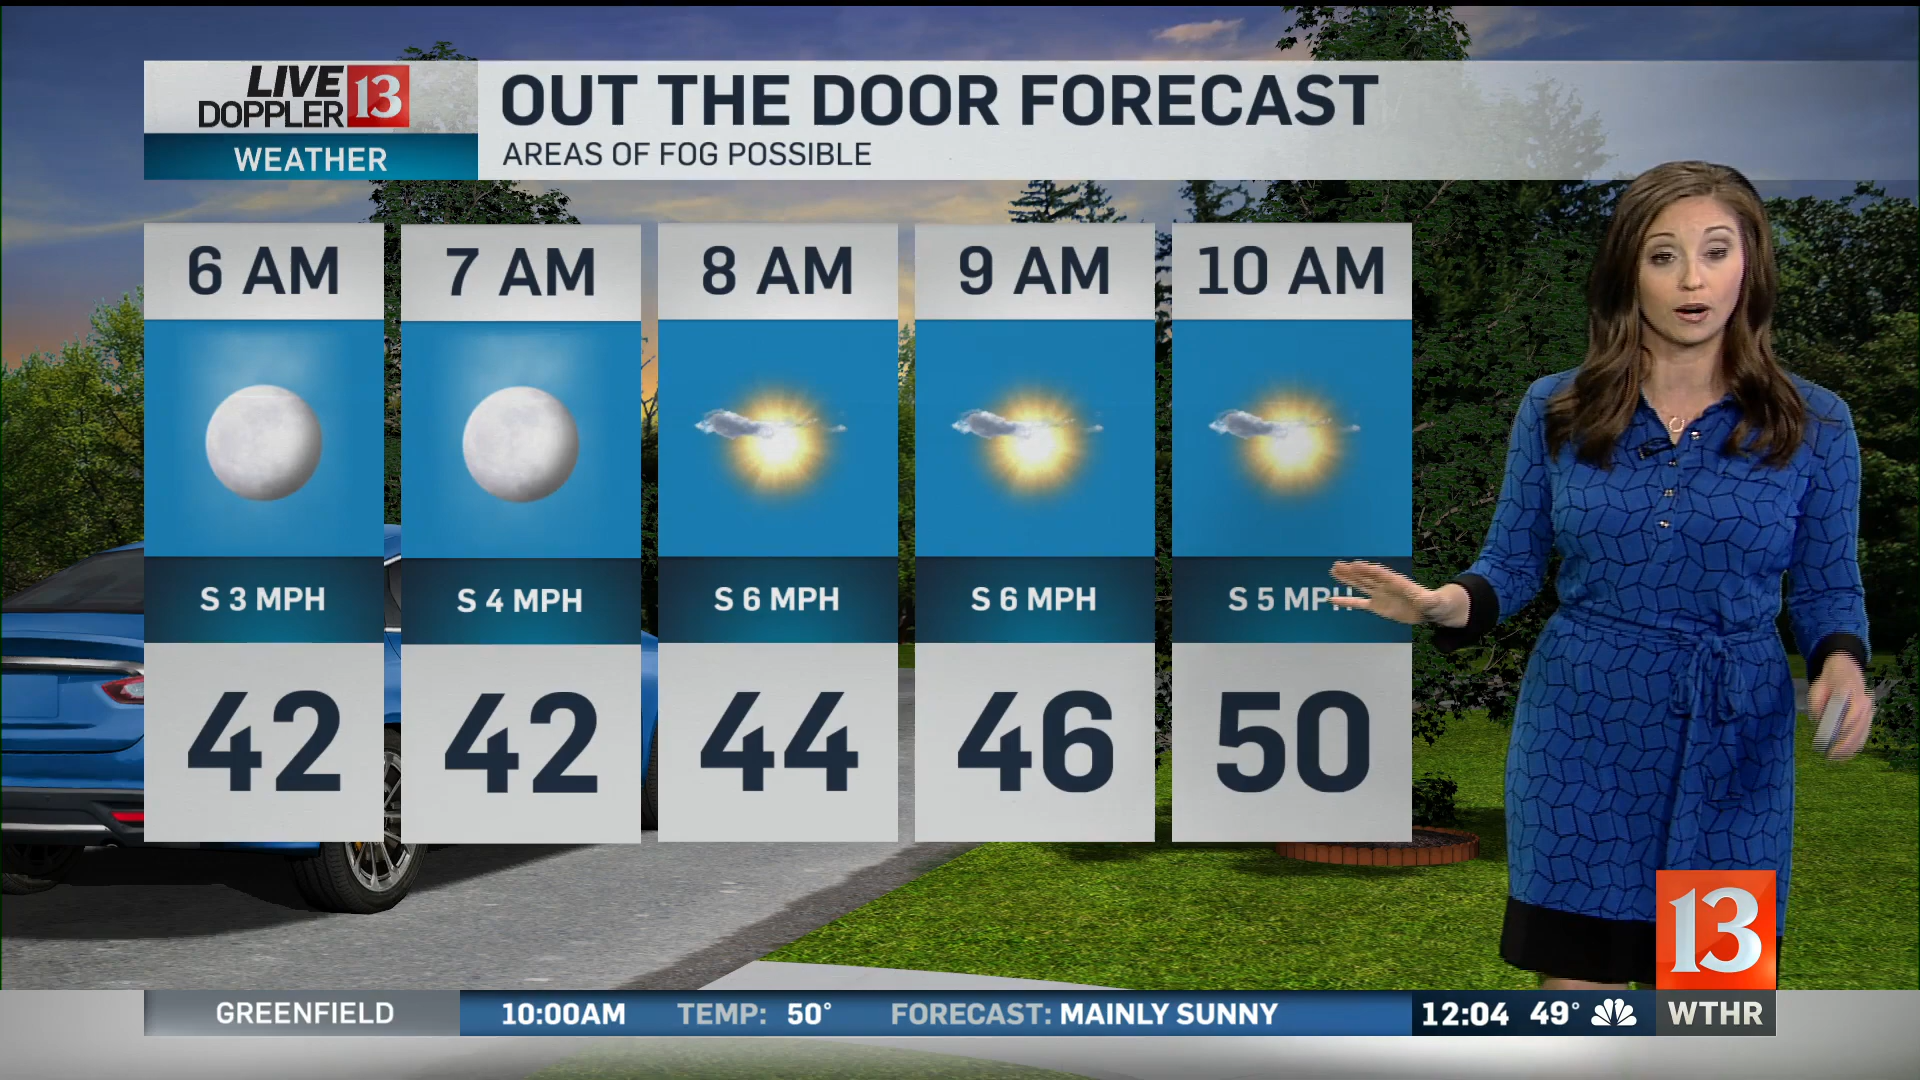 LIVE
DOPPLER 13
WEATHER
OUT THE DOOR FORECAST
AREAS OF FOG POSSIBLE
6 AM 7 AM 8 AM 9 AM 10 AM
S 3 MPH S 4 MPH S 6 MPH S 6 MPH S 5 MPH
42 42 44 46 50
13
GREENFIELD 10:00AM TEMP: 50° FORECAST: MAINLY SUNNY 12:04 49° WTHR